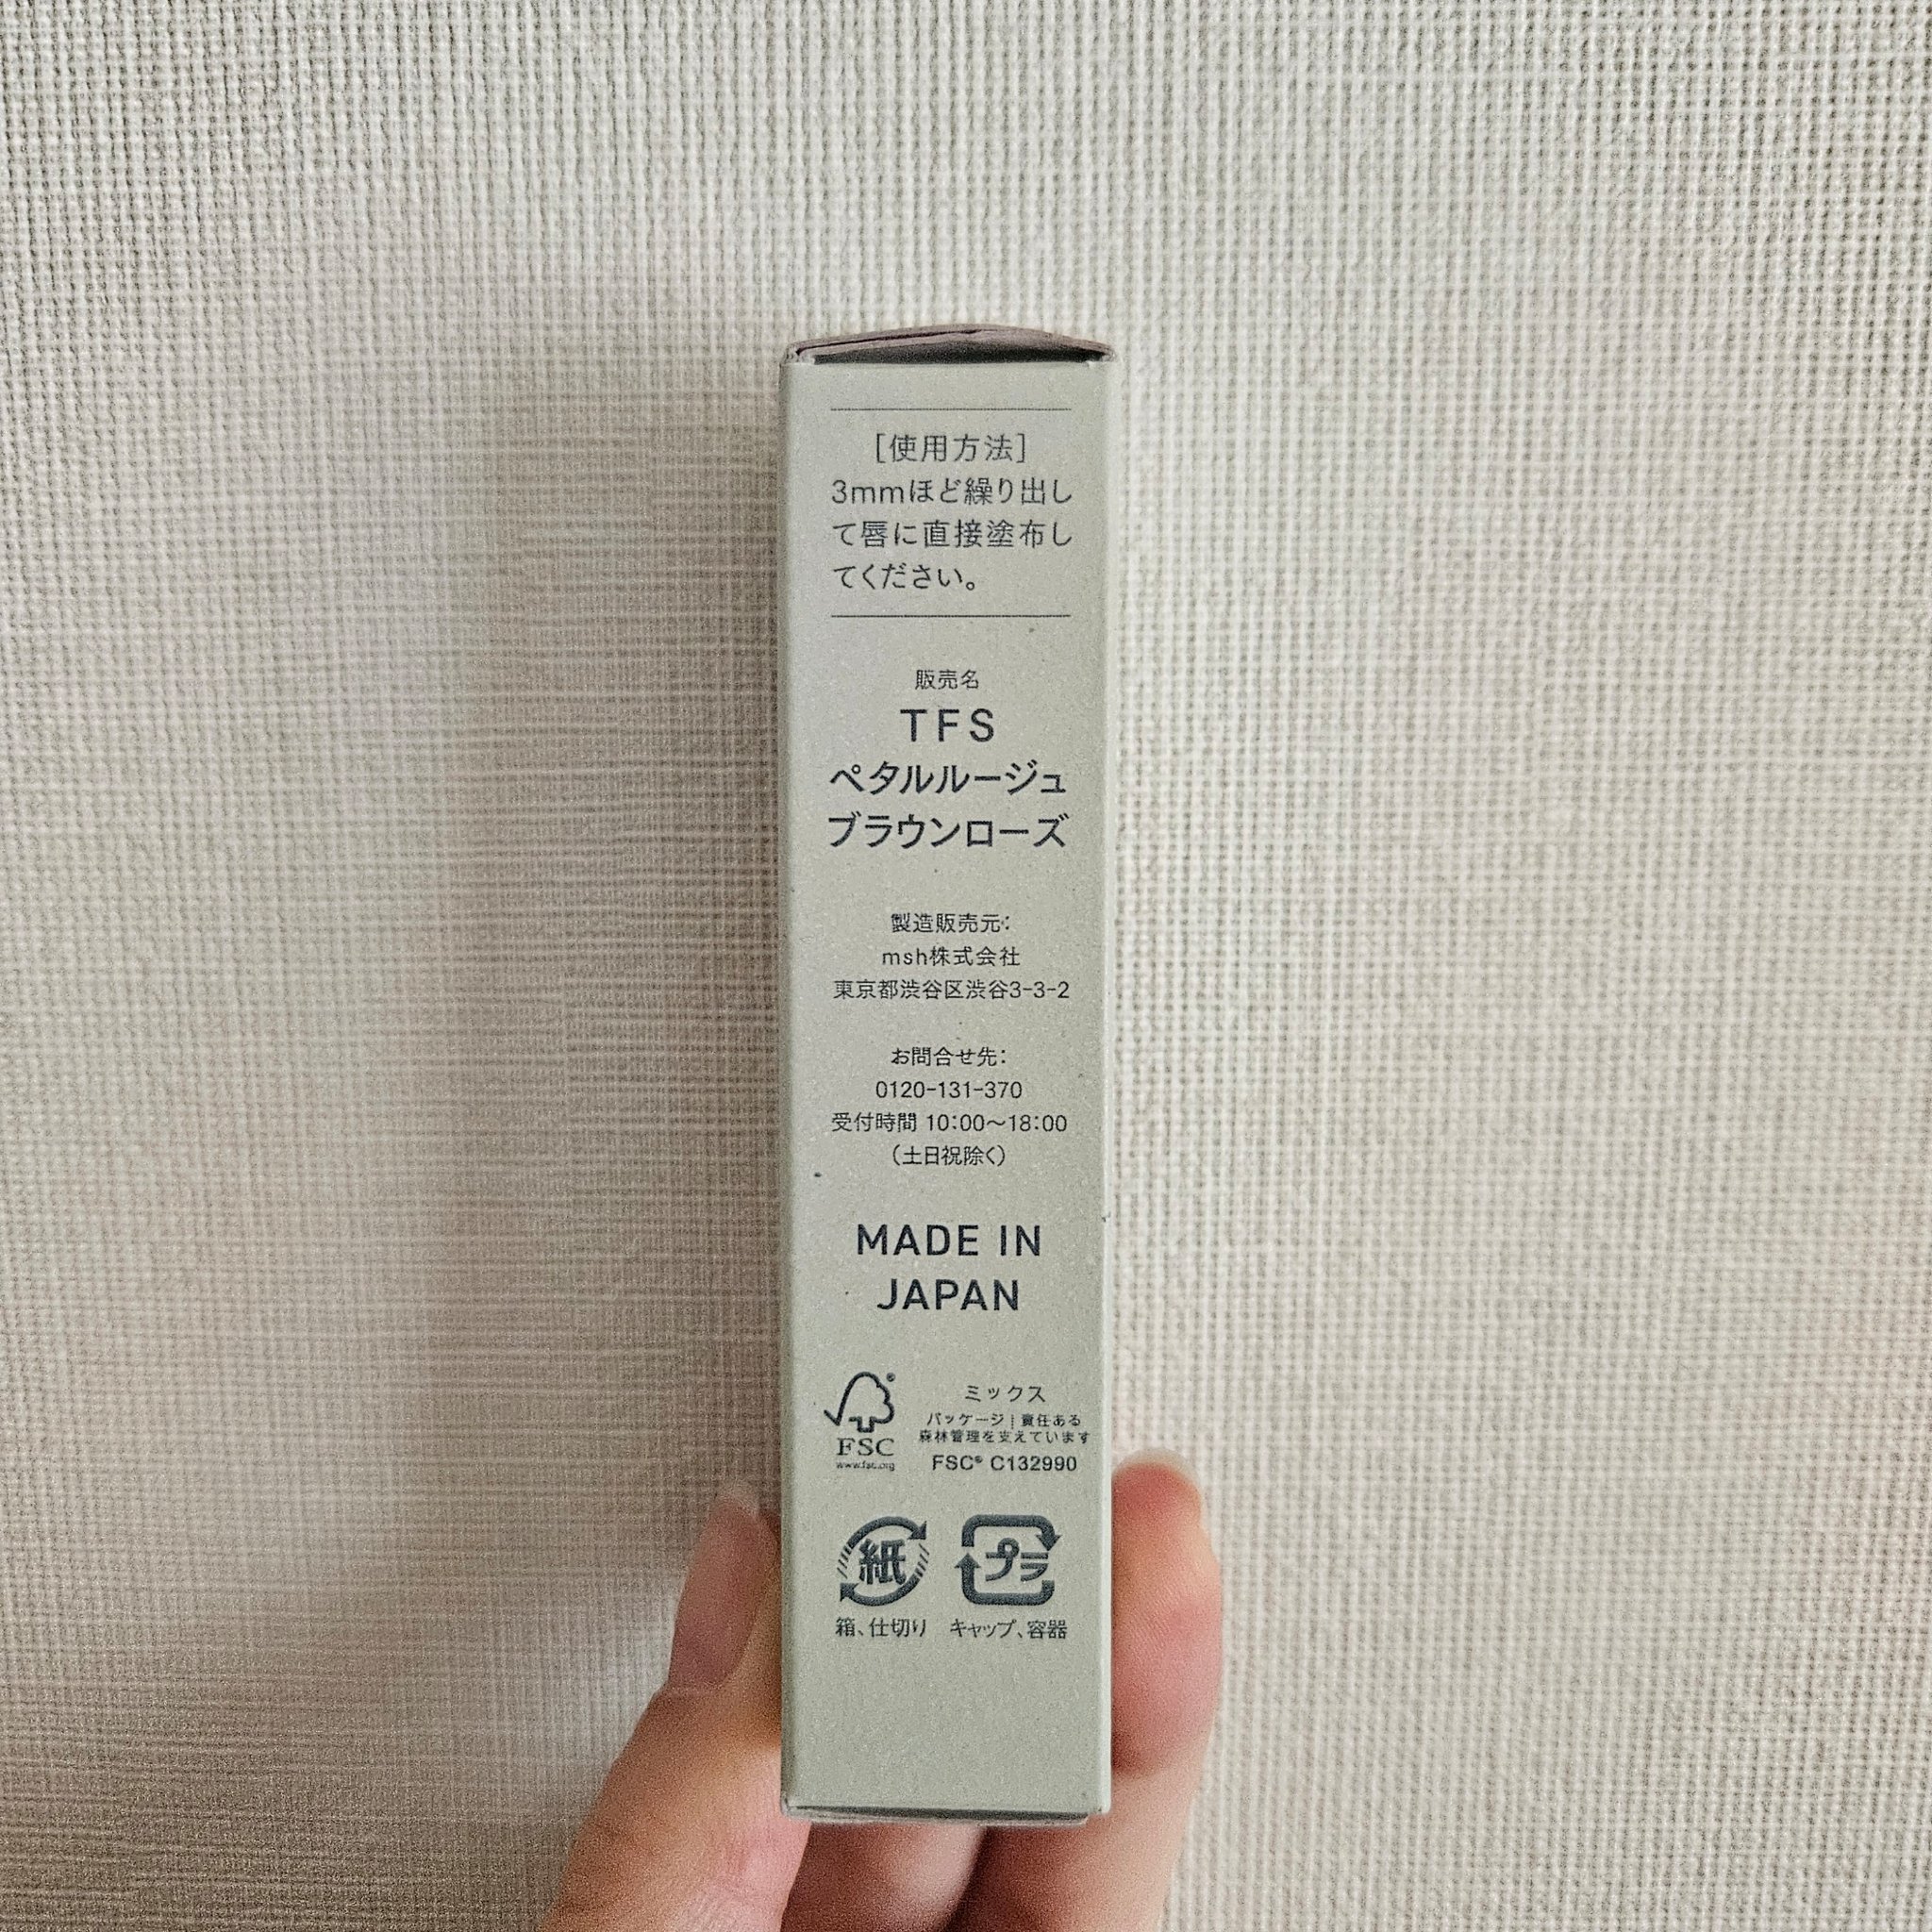 ［使用方法］
3mmほど繰り出し
て唇に直接塗布し
てください。
販売名
TFS
ペタルルージュ
ブラウンローズ
製造販売元：
msh株式会社
東京都渋谷区渋谷3-3-2
お問合せ先：
0120-131-370
受付時間 10：00〜18：00
（土日祝除く）
MADE IN
JAPAN
FSC®
www.fsc.org
ミックス
パッケージ | 責任ある
森林管理を支えています
FSC® C132990
紙
プラ
箱、仕切り
キャップ、容器